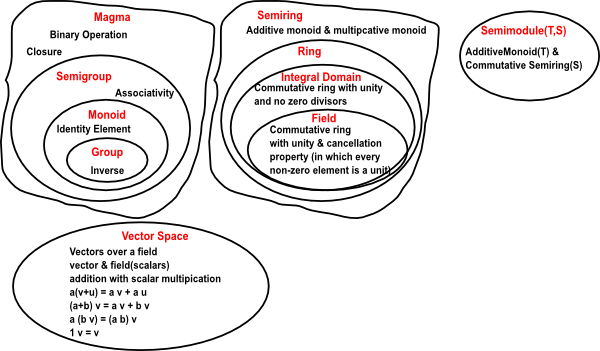 Magma
Binary Operation
Closure
Semigroup
Associativity
Monoid
Identity Element
Group
Inverse
Semiring
Additive monoid & multipcative monoid
Ring
Integral Domain
Commutative ring with unity
and no zero divisors
Field
Commutative ring
with unity & cancellation
property (in which every
non-zero element is a unit)
Semimodule(T,S)
AdditiveMonoid(T) &
Commutative Semiring(S)
Vector Space
Vectors over a field
vector & field(scalars)
addition with scalar multipication
a(v+u) = a v + a u
(a+b) v = a v + b v
a (b v) = (a b) v
1 v = v